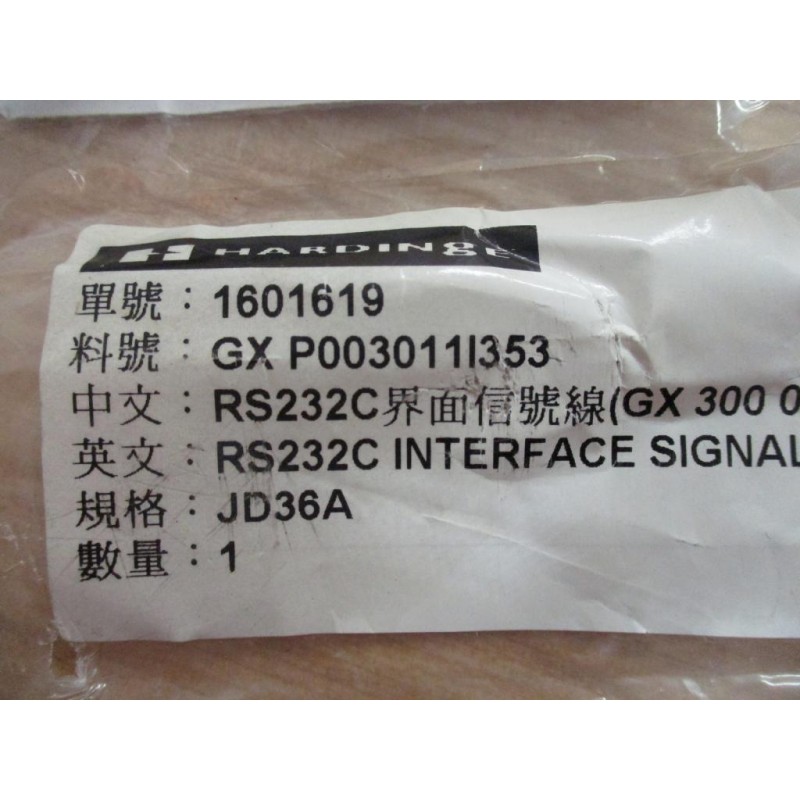 HARDINGE
單號：1601619
料號：GX P003011I353
中文：RS232C界面信號線(GX 300 0
英文：RS232C INTERFACE SIGNAL
規格：JD36A
數量：1